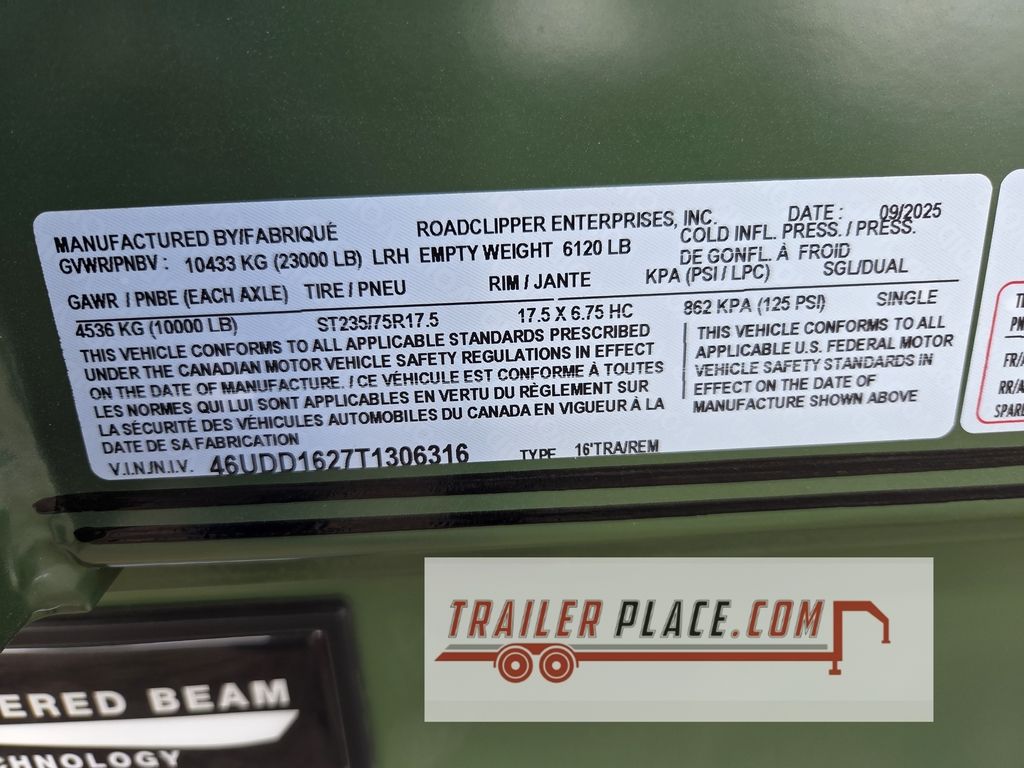 MANUFACTURED BY/FABRIQUÉ ROADCLIPPER ENTERPRISES, INC. DATE : 09/2025
GVWR/PNBV : 10433 KG (23000 LB) LRH EMPTY WEIGHT 6120 LB
COLD INFL. PRESS. / PRESS.
DE GONFL. À FROID
GAWR / PNBE (EACH AXLE) TIRE / PNEU RIM / JANTE KPA (PSI / LPC) SGL/DUAL
4536 KG (10000 LB) ST235/75R17.5 17.5 X 6.75 HC 862 KPA (125 PSI) SINGLE
THIS VEHICLE CONFORMS TO ALL APPLICABLE STANDARDS PRESCRIBED
UNDER THE CANADIAN MOTOR VEHICLE SAFETY REGULATIONS IN EFFECT
ON THE DATE OF MANUFACTURE. / CE VÉHICULE EST CONFORME À TOUTES
LES NORMES QUI LUI SONT APPLICABLES EN VERTU DU RÈGLEMENT SUR
LA SÉCURITÉ DES VÉHICULES AUTOMOBILES DU CANADA EN VIGUEUR À LA
DATE DE SA FABRICATION
THIS VEHICLE CONFORMS TO ALL
APPLICABLE U.S. FEDERAL MOTOR
VEHICLE SAFETY STANDARDS IN
EFFECT ON THE DATE OF
MANUFACTURE SHOWN ABOVE
V.I.N./N.I.V. 46UDD1627T1306316 TYPE 16'TRA/REM
FR/
RR/
SPARE
TRAILER PLACE.COM
ERED BEAM
CHNOLOGY